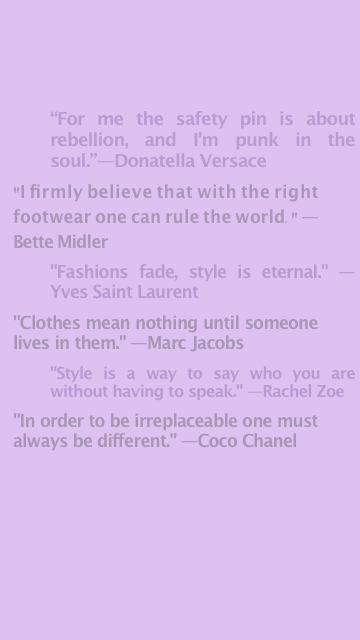 “For me the safety pin is about
rebellion, and I'm punk in the
soul.”—Donatella Versace
"I firmly believe that with the right
footwear one can rule the world. " —
Bette Midler
"Fashions fade, style is eternal." —
Yves Saint Laurent
"Clothes mean nothing until someone
lives in them." —Marc Jacobs
"Style is a way to say who you are
without having to speak." —Rachel Zoe
"In order to be irreplaceable one must
always be different." —Coco Chanel